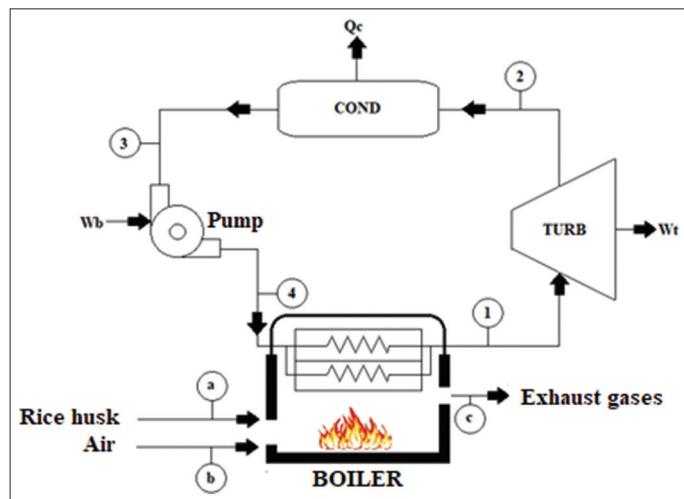 Qc
2
COND
3
Wb
Pump
TURB
Wt
4
1
a
Rice husk
Exhaust gases
c
Air
b
BOILER